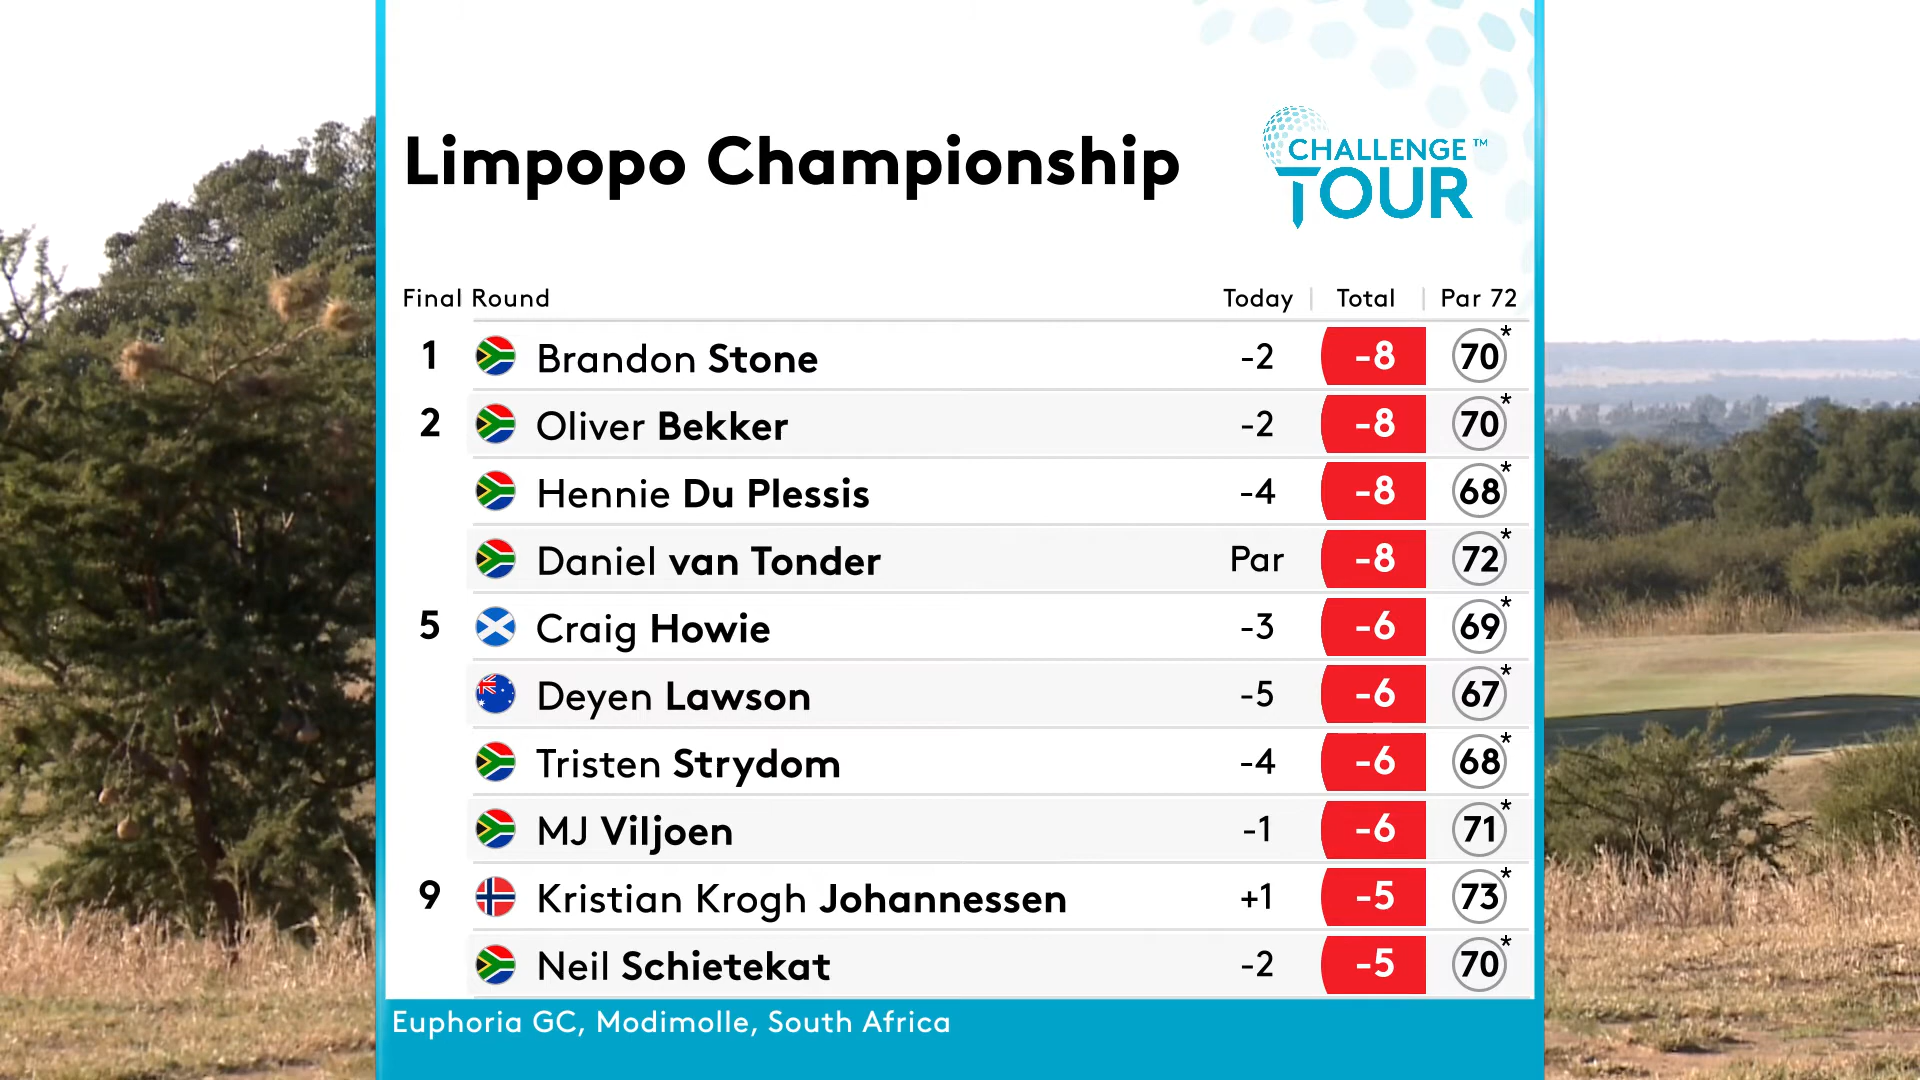 Limpopo Championship
CHALLENGE™
TOUR
Final Round Today Total Par 72
1 Brandon Stone -2 -8 70*
2 Oliver Bekker -2 -8 70*
Hennie Du Plessis -4 -8 68*
Daniel van Tonder Par -8 72*
5 Craig Howie -3 -6 69*
Deyen Lawson -5 -6 67*
Tristen Strydom -4 -6 68*
MJ Viljoen -1 -6 71*
9 Kristian Krogh Johannessen +1 -5 73*
Neil Schietekat -2 -5 70*
Euphoria GC, Modimolle, South Africa